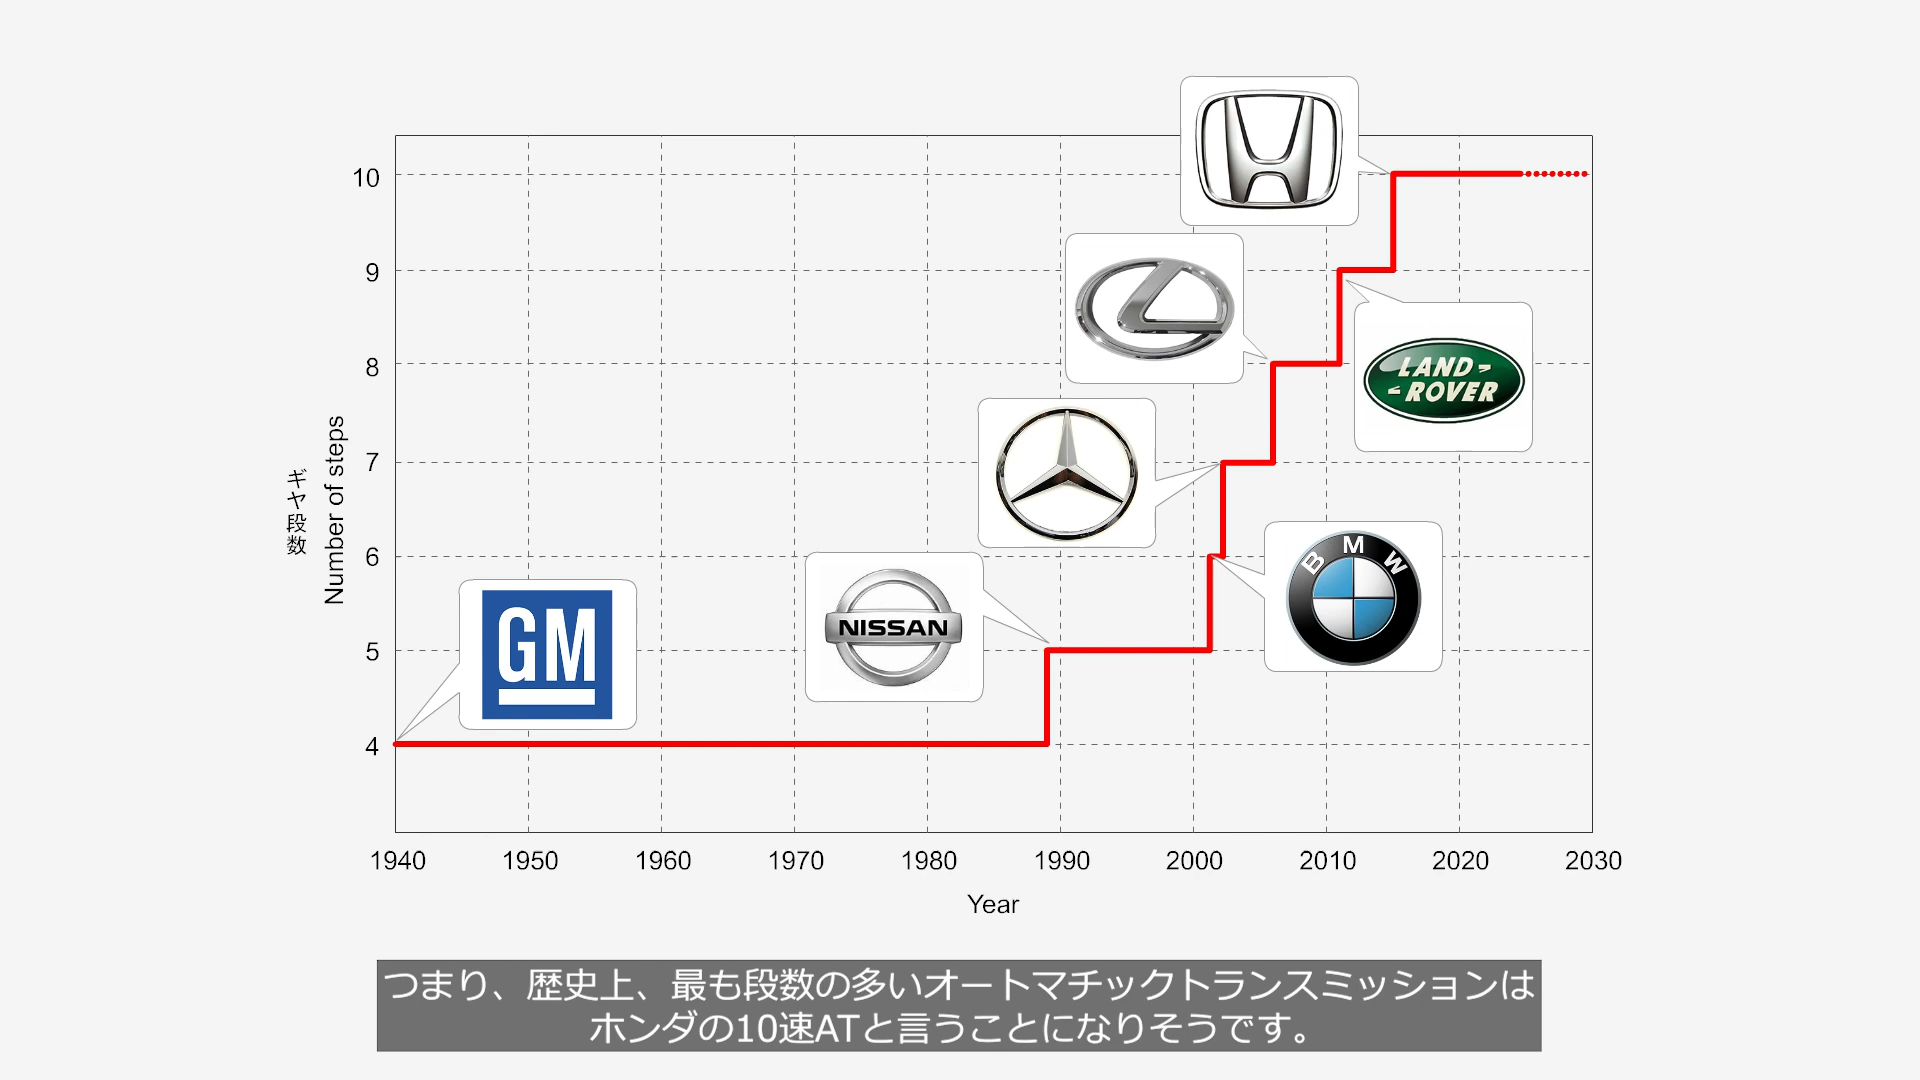 10
9
8
7
6
5
4
ギヤ段数
Number of steps
GM
NISSAN
BMW
LAND
ROVER
1940 1950 1960 1970 1980 1990 2000 2010 2020 2030
Year
つまり、歴史上、最も段数の多いオートマチックトランスミッションは
ホンダの10速ATと言うことになりそうです。